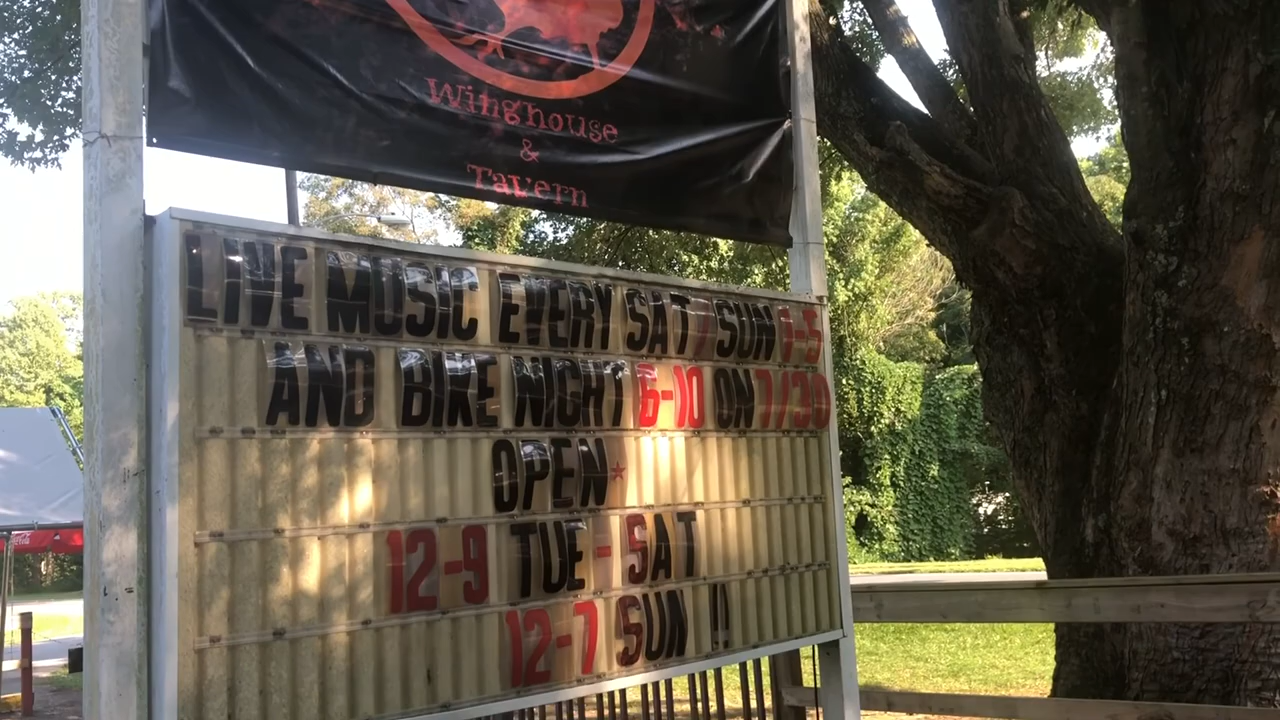 Winghouse
&
Tavern
LIVE MUSIC EVERY SAT / SUN 1-5
AND BIKE NIGHT 6-10 ON 7/30
OPEN*
12-9 TUE - SAT
12-7 SUN !!